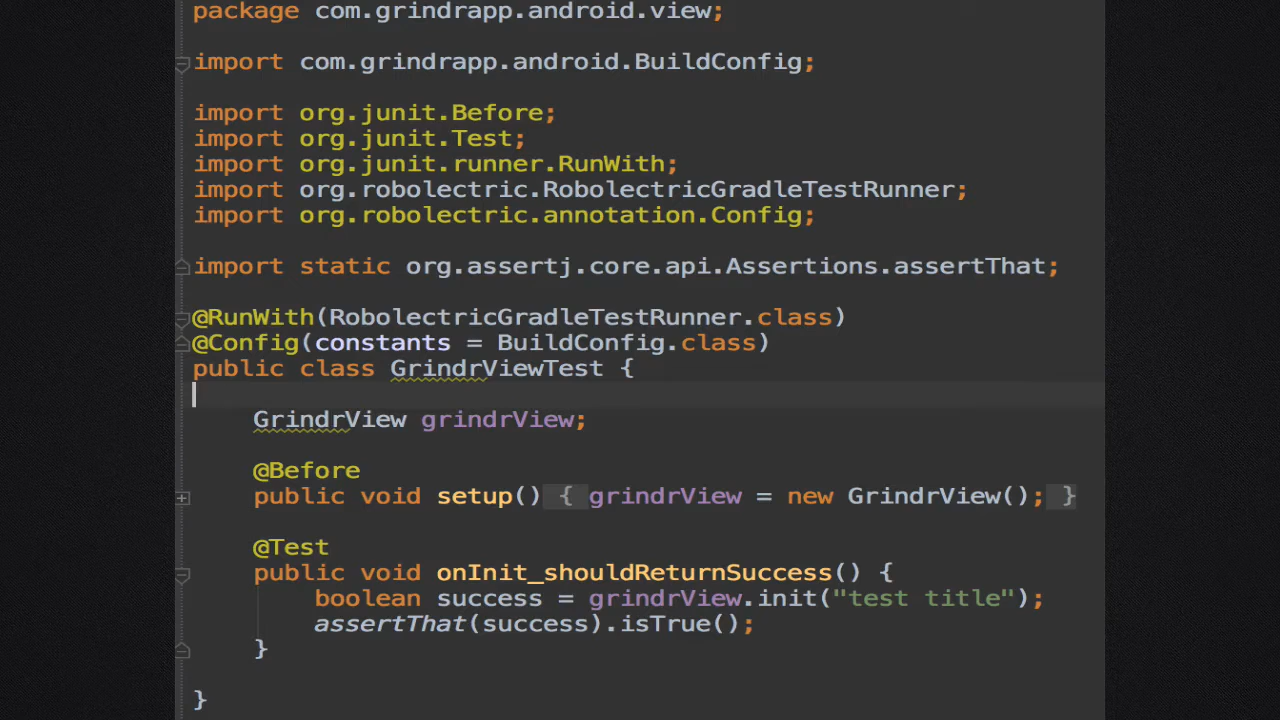 package com.grindrapp.android.view;
import com.grindrapp.android.BuildConfig;
import org.junit.Before;
import org.junit.Test;
import org.junit.runner.RunWith;
import org.robolectric.RobolectricGradleTestRunner;
import org.robolectric.annotation.Config;
import static org.assertj.core.api.Assertions.assertThat;
@RunWith(RobolectricGradleTestRunner.class)
@Config(constants = BuildConfig.class)
public class GrindrViewTest {
GrindrView grindrView;
@Before
public void setup() { grindrView = new GrindrView(); }
@Test
public void onInit_shouldReturnSuccess() {
boolean success = grindrView.init("test title");
assertThat(success).isTrue();
}
}